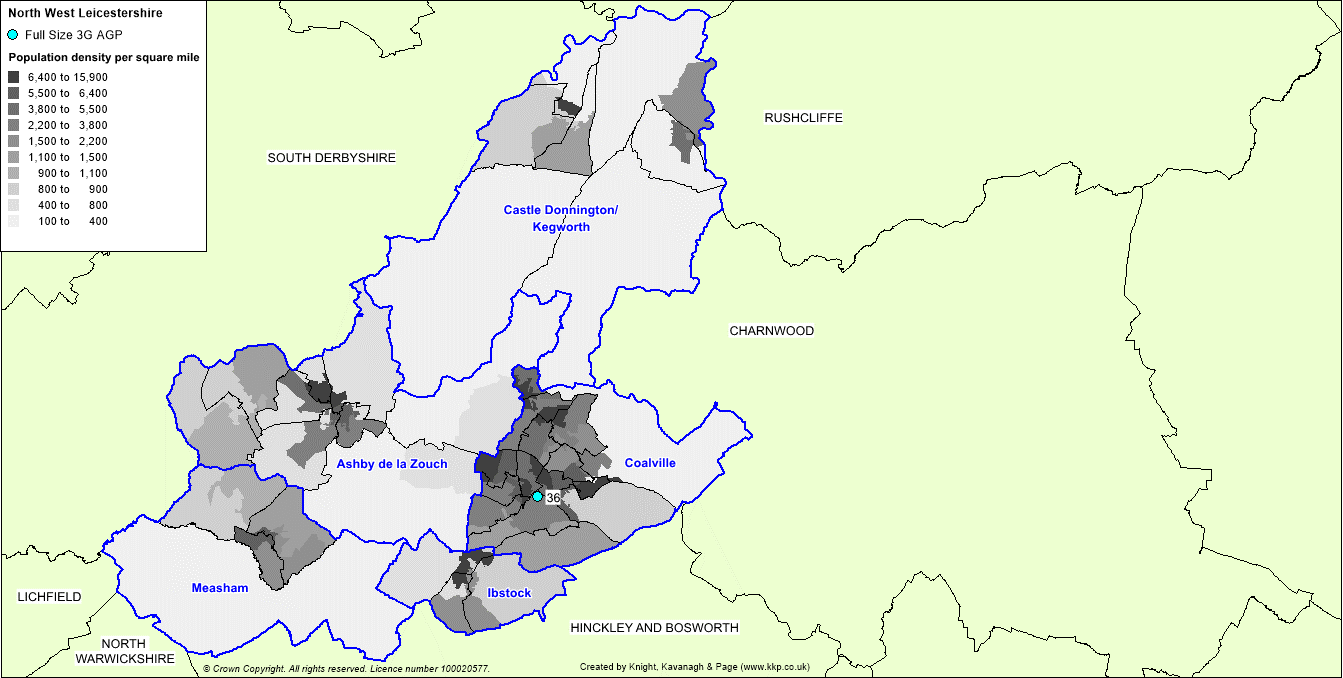 North West Leicestershire
Full Size 3G AGP
Population density per square mile
6,400 to 15,900
5,500 to 6,400
3,800 to 5,500
2,200 to 3,800
1,500 to 2,200
1,100 to 1,500
900 to 1,100
800 to 900
400 to 800
100 to 400
RUSHCLIFFE
SOUTH DERBYSHIRE
Castle Donnington/
Kegworth
CHARNWOOD
Ashby de la Zouch
Coalville
36
Measham
Ibstock
LICHFIELD
HINCKLEY AND BOSWORTH
NORTH
WARWICKSHIRE
© Crown Copyright. All rights reserved. Licence number 100020577.
Created by Knight, Kavanagh & Page (www.kkp.co.uk)